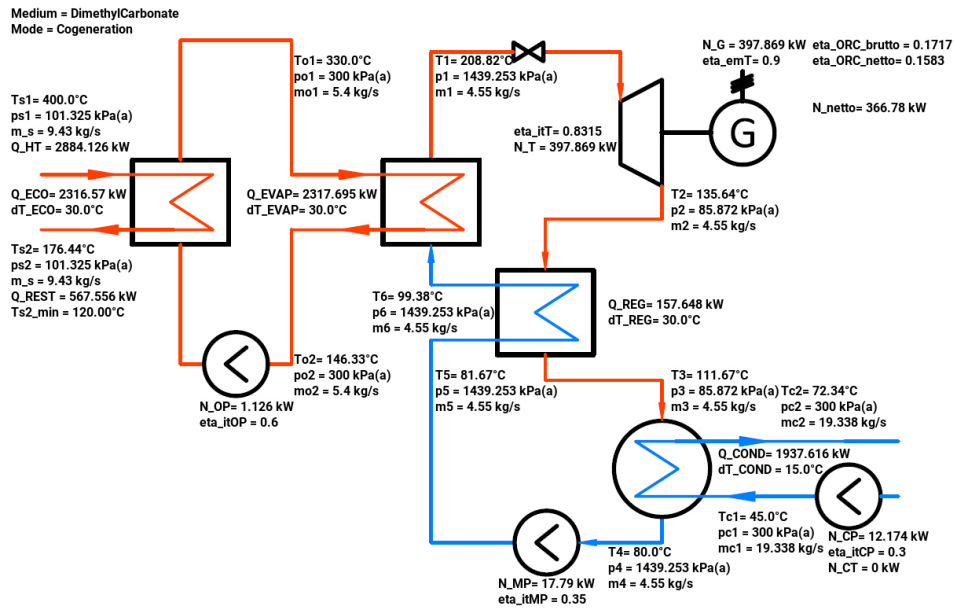 Medium = DimethylCarbonate
Mode = Cogeneration
Ts1= 400.0°C
ps1 = 101.325 kPa(a)
m_s = 9.43 kg/s
Q_HT = 2884.126 kW
To1 = 330.0°C
po1 = 300 kPa(a)
mo1 = 5.4 kg/s
T1= 208.82°C
p1 = 1439.253 kPa(a)
m1 = 4.55 kg/s
N_G = 397.869 kW
eta_emT= 0.9
eta_ORC_brutto = 0.1717
eta_ORC_netto= 0.1583
N_netto= 366.78 kW
eta_itT= 0.8315
N_T = 397.869 kW
G
Q_ECO= 2316.57 kW
dT_ECO= 30.0°C
Q_EVAP= 2317.695 kW
dT_EVAP= 30.0°C
T2= 135.64°C
p2 = 85.872 kPa(a)
m2 = 4.55 kg/s
Ts2= 176.44°C
ps2 = 101.325 kPa(a)
m_s = 9.43 kg/s
Q_REST = 567.556 kW
Ts2_min = 120.00°C
T6= 99.38°C
p6 = 1439.253 kPa(a)
m6 = 4.55 kg/s
Q_REG= 157.648 kW
dT_REG= 30.0°C
To2= 146.33°C
po2 = 300 kPa(a)
mo2 = 5.4 kg/s
T5= 81.67°C
p5 = 1439.253 kPa(a)
m5 = 4.55 kg/s
T3= 111.67°C
p3 = 85.872 kPa(a)
m3 = 4.55 kg/s
Tc2= 72.34°C
pc2 = 300 kPa(a)
mc2 = 19.338 kg/s
N_OP= 1.126 kW
eta_itOP = 0.6
Q_COND= 1937.616 kW
dT_COND = 15.0°C
Tc1= 45.0°C
pc1 = 300 kPa(a)
mc1 = 19.338 kg/s
N_CP= 12.174 kW
eta_itCP = 0.3
N_CT = 0 kW
T4= 80.0°C
p4 = 1439.253 kPa(a)
m4 = 4.55 kg/s
N_MP= 17.79 kW
eta_itMP = 0.35